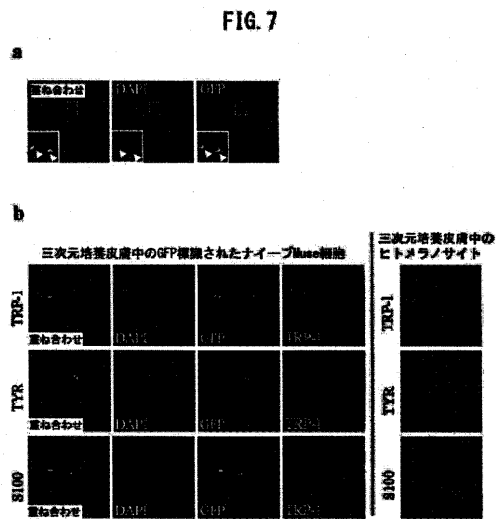 FIG. 7
a
重ね合わせ DAPI GFP
b
三次元培養皮膚中のGFP標識されたナイーブMuse細胞
三次元培養皮膚中の
ヒトメラノサイト
TRP-1
重ね合わせ DAPI GFP TRP-1
TRP-1
TYR
重ね合わせ DAPI GFP TRP-1
TYR
S100
重ね合わせ DAPI GFP TRP-1
S100